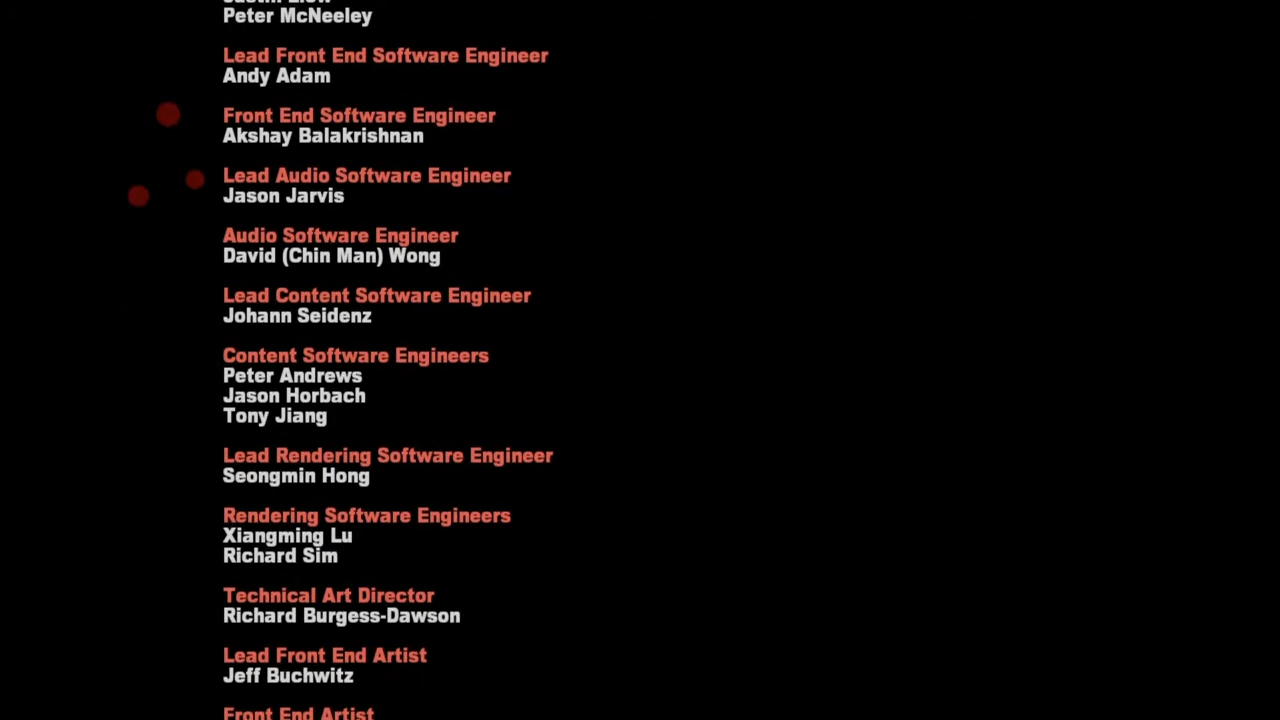 Peter McNeeley
Lead Front End Software Engineer
Andy Adam
Front End Software Engineer
Akshay Balakrishnan
Lead Audio Software Engineer
Jason Jarvis
Audio Software Engineer
David (Chin Man) Wong
Lead Content Software Engineer
Johann Seidenz
Content Software Engineers
Peter Andrews
Jason Horbach
Tony Jiang
Lead Rendering Software Engineer
Seongmin Hong
Rendering Software Engineers
Xiangming Lu
Richard Sim
Technical Art Director
Richard Burgess-Dawson
Lead Front End Artist
Jeff Buchwitz
Front End Artist